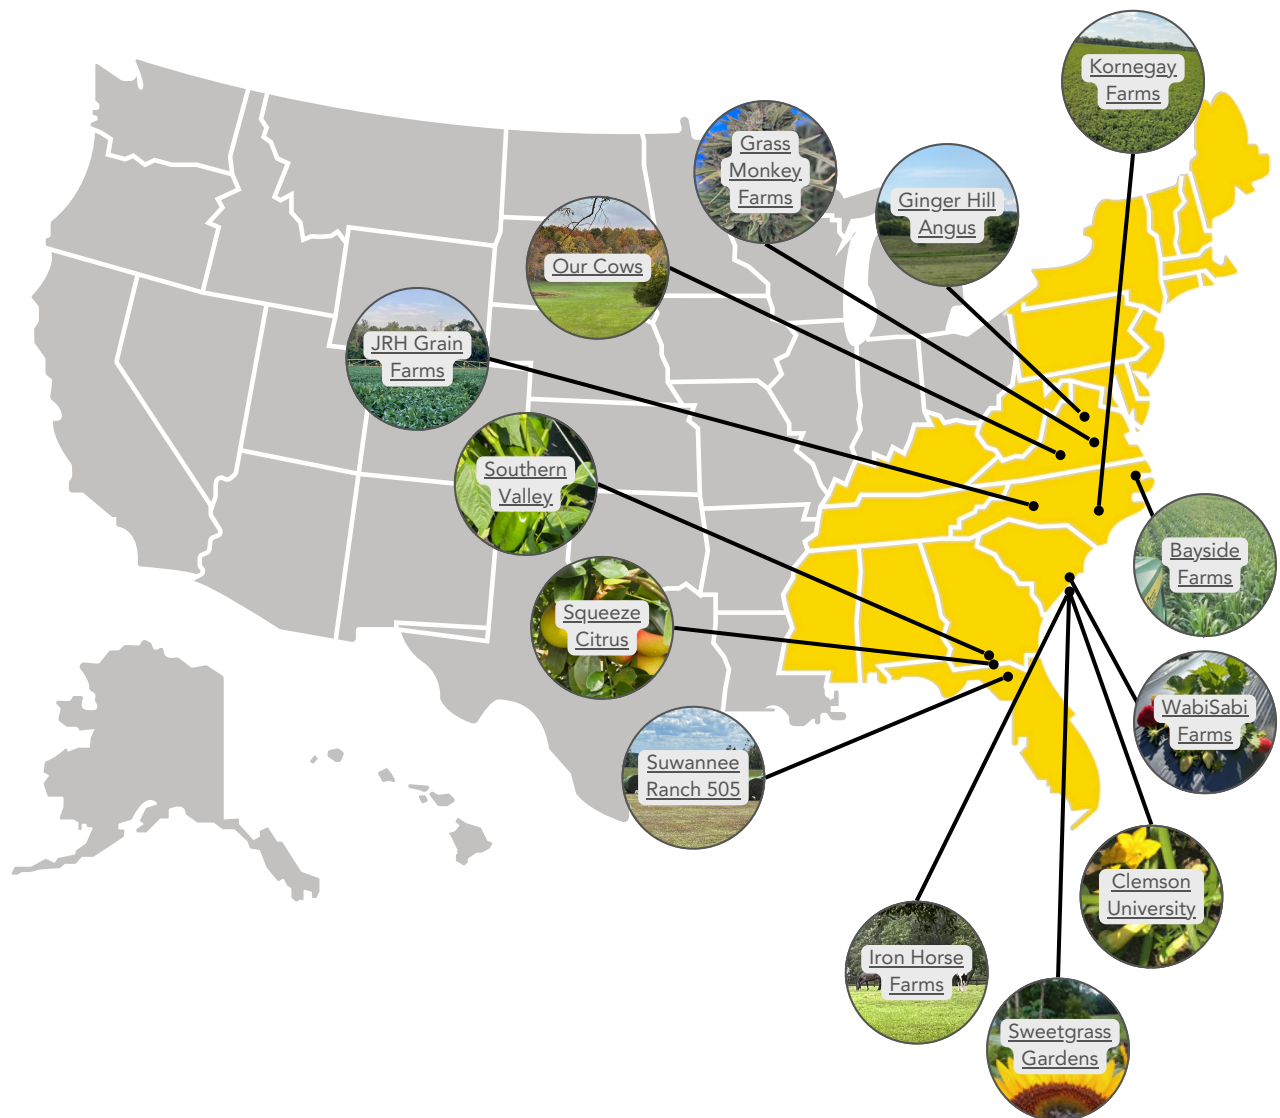 Kornegay
Farms
Grass
Monkey
Farms
Ginger Hill
Angus
Our Cows
JRH Grain
Farms
Southern
Valley
Bayside
Farms
Squeeze
Citrus
WabiSabi
Farms
Suwannee
Ranch 505
Clemson
University
Iron Horse
Farms
Sweetgrass
Gardens